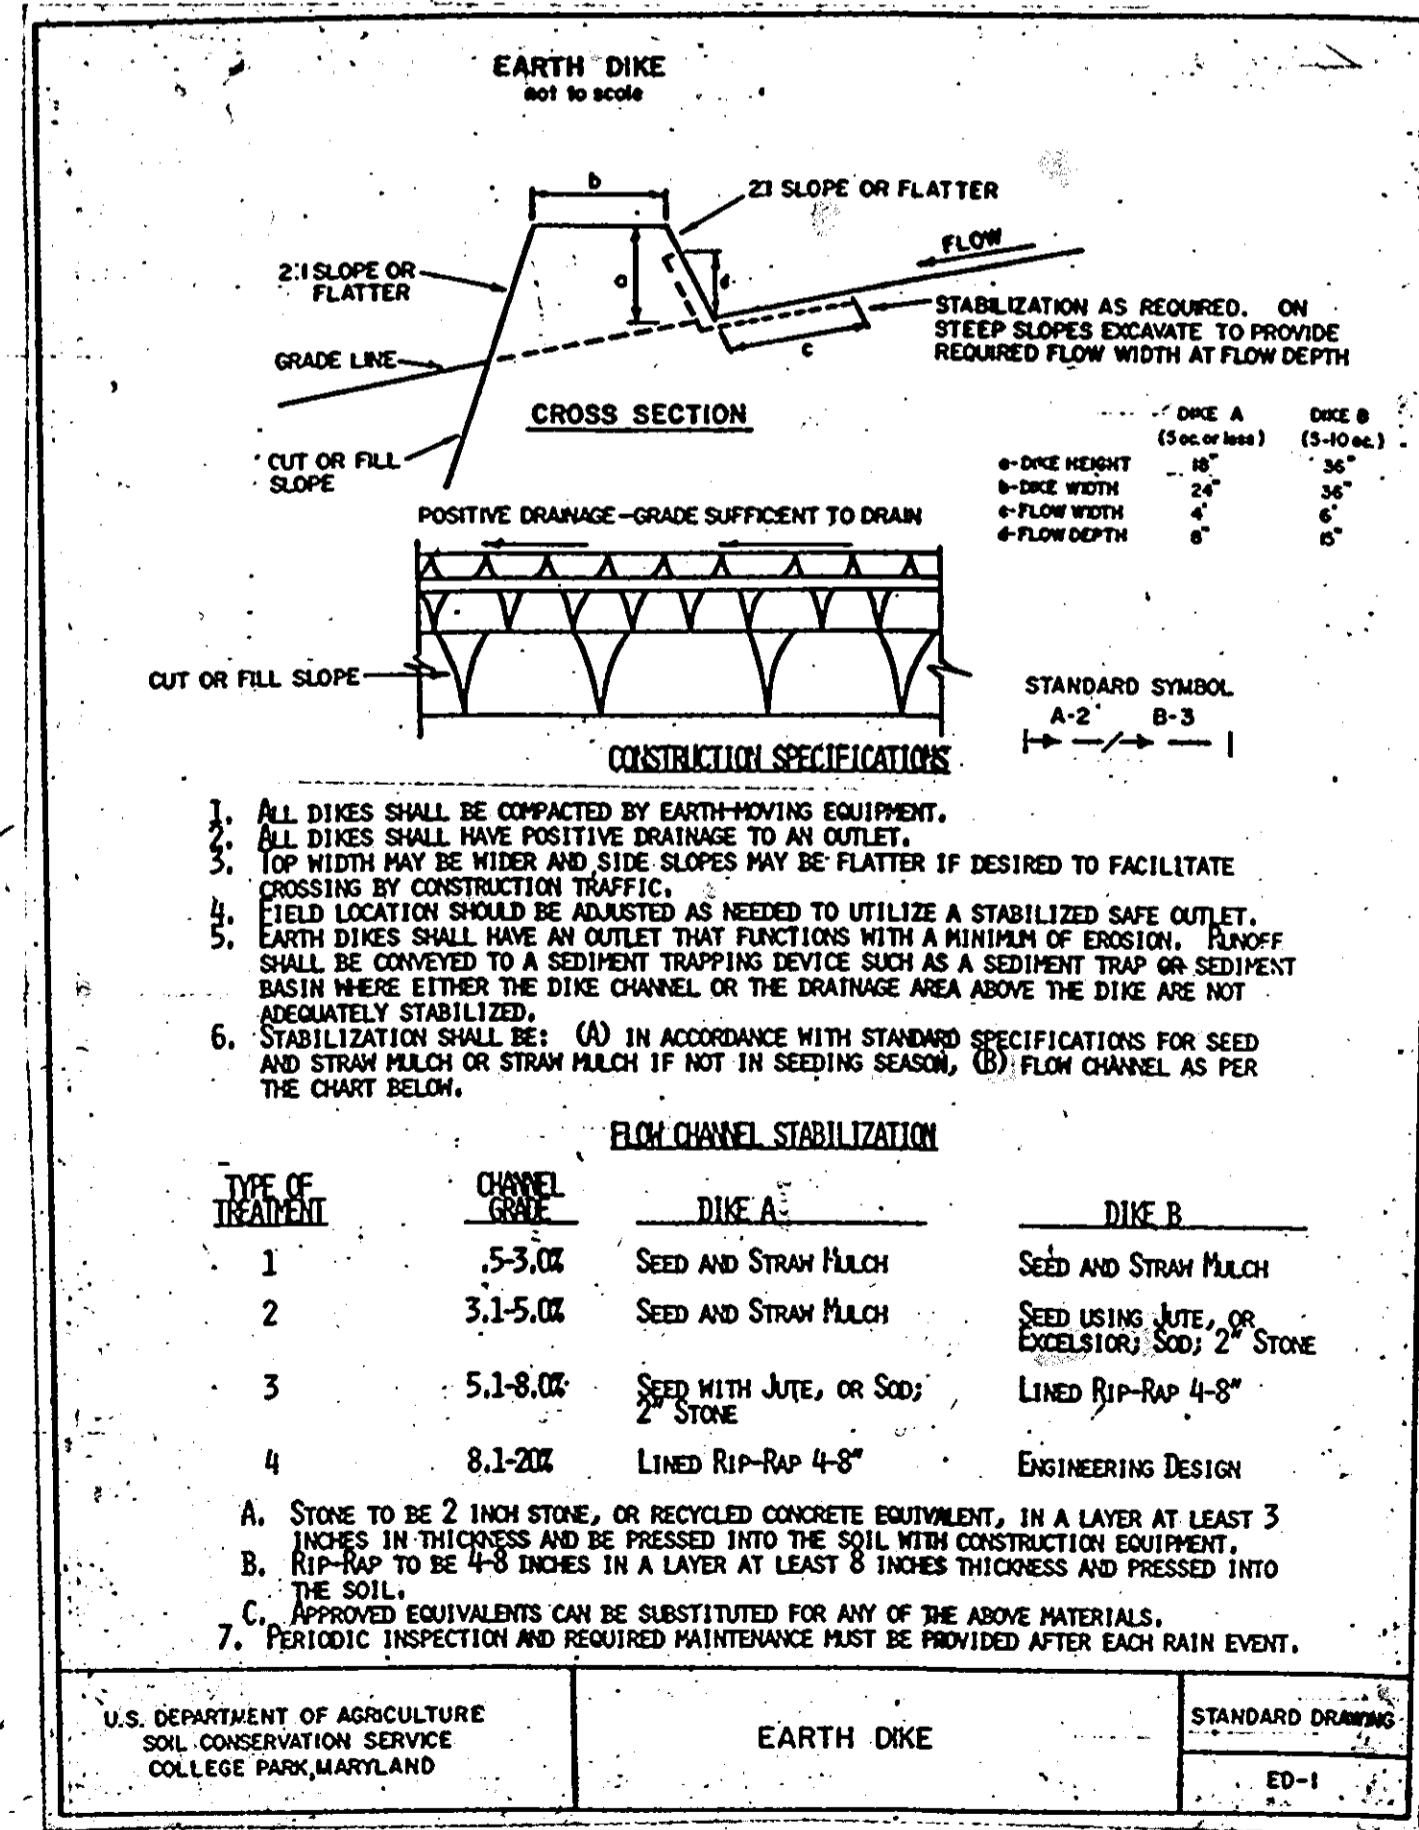 EARTH DIKE
not to scale
b
2:1 SLOPE OR FLATTER
FLOW
2:1 SLOPE OR
FLATTER
a
d
STABILIZATION AS REQUIRED. ON
STEEP SLOPES EXCAVATE TO PROVIDE
REQUIRED FLOW WIDTH AT FLOW DEPTH
c
GRADE LINE
CROSS SECTION
CUT OR FILL
SLOPE
DIKE A DIKE B
(5 ac. or less) (5-10 ac.)
a-DIKE HEIGHT 18" 36"
b-DIKE WIDTH 24" 36"
c-FLOW WIDTH 4' 6'
d-FLOW DEPTH 8" 15"
POSITIVE DRAINAGE-GRADE SUFFICENT TO DRAIN
CUT OR FILL SLOPE
STANDARD SYMBOL
A-2 B-3
CONSTRUCTION SPECIFICATIONS
1. ALL DIKES SHALL BE COMPACTED BY EARTH-MOVING EQUIPMENT.
2. ALL DIKES SHALL HAVE POSITIVE DRAINAGE TO AN OUTLET.
3. TOP WIDTH MAY BE WIDER AND SIDE SLOPES MAY BE FLATTER IF DESIRED TO FACILITATE
CROSSING BY CONSTRUCTION TRAFFIC.
4. FIELD LOCATION SHOULD BE ADJUSTED AS NEEDED TO UTILIZE A STABILIZED SAFE OUTLET.
5. EARTH DIKES SHALL HAVE AN OUTLET THAT FUNCTIONS WITH A MINIMUM OF EROSION. RUNOFF
SHALL BE CONVEYED TO A SEDIMENT TRAPPING DEVICE SUCH AS A SEDIMENT TRAP OR SEDIMENT
BASIN WHERE EITHER THE DIKE CHANNEL OR THE DRAINAGE AREA ABOVE THE DIKE ARE NOT
ADEQUATELY STABILIZED.
6. STABILIZATION SHALL BE: (A) IN ACCORDANCE WITH STANDARD SPECIFICATIONS FOR SEED
AND STRAW MULCH OR STRAW MULCH IF NOT IN SEEDING SEASON, (B) FLOW CHANNEL AS PER
THE CHART BELOW.
FLOW CHANNEL STABILIZATION
TYPE OF TREATMENT CHANNEL GRADE DIKE A DIKE B
1 .5-3.0% SEED AND STRAW MULCH SEED AND STRAW MULCH
2 3.1-5.0% SEED AND STRAW MULCH SEED USING JUTE, OR
EXCELSIOR; SOD; 2" STONE
3 5.1-8.0% SEED WITH JUTE, OR SOD; LINED RIP-RAP 4-8"
2" STONE
4 8.1-20% LINED RIP-RAP 4-8" ENGINEERING DESIGN
A. STONE TO BE 2 INCH STONE, OR RECYCLED CONCRETE EQUIVALENT, IN A LAYER AT LEAST 3
INCHES IN THICKNESS AND BE PRESSED INTO THE SOIL WITH CONSTRUCTION EQUIPMENT.
B. RIP-RAP TO BE 4-8 INCHES IN A LAYER AT LEAST 8 INCHES THICKNESS AND PRESSED INTO
THE SOIL.
C. APPROVED EQUIVALENTS CAN BE SUBSTITUTED FOR ANY OF THE ABOVE MATERIALS.
7. PERIODIC INSPECTION AND REQUIRED MAINTENANCE MUST BE PROVIDED AFTER EACH RAIN EVENT.
U.S. DEPARTMENT OF AGRICULTURE
SOIL CONSERVATION SERVICE
COLLEGE PARK, MARYLAND
EARTH DIKE
STANDARD DRAWING
ED-1